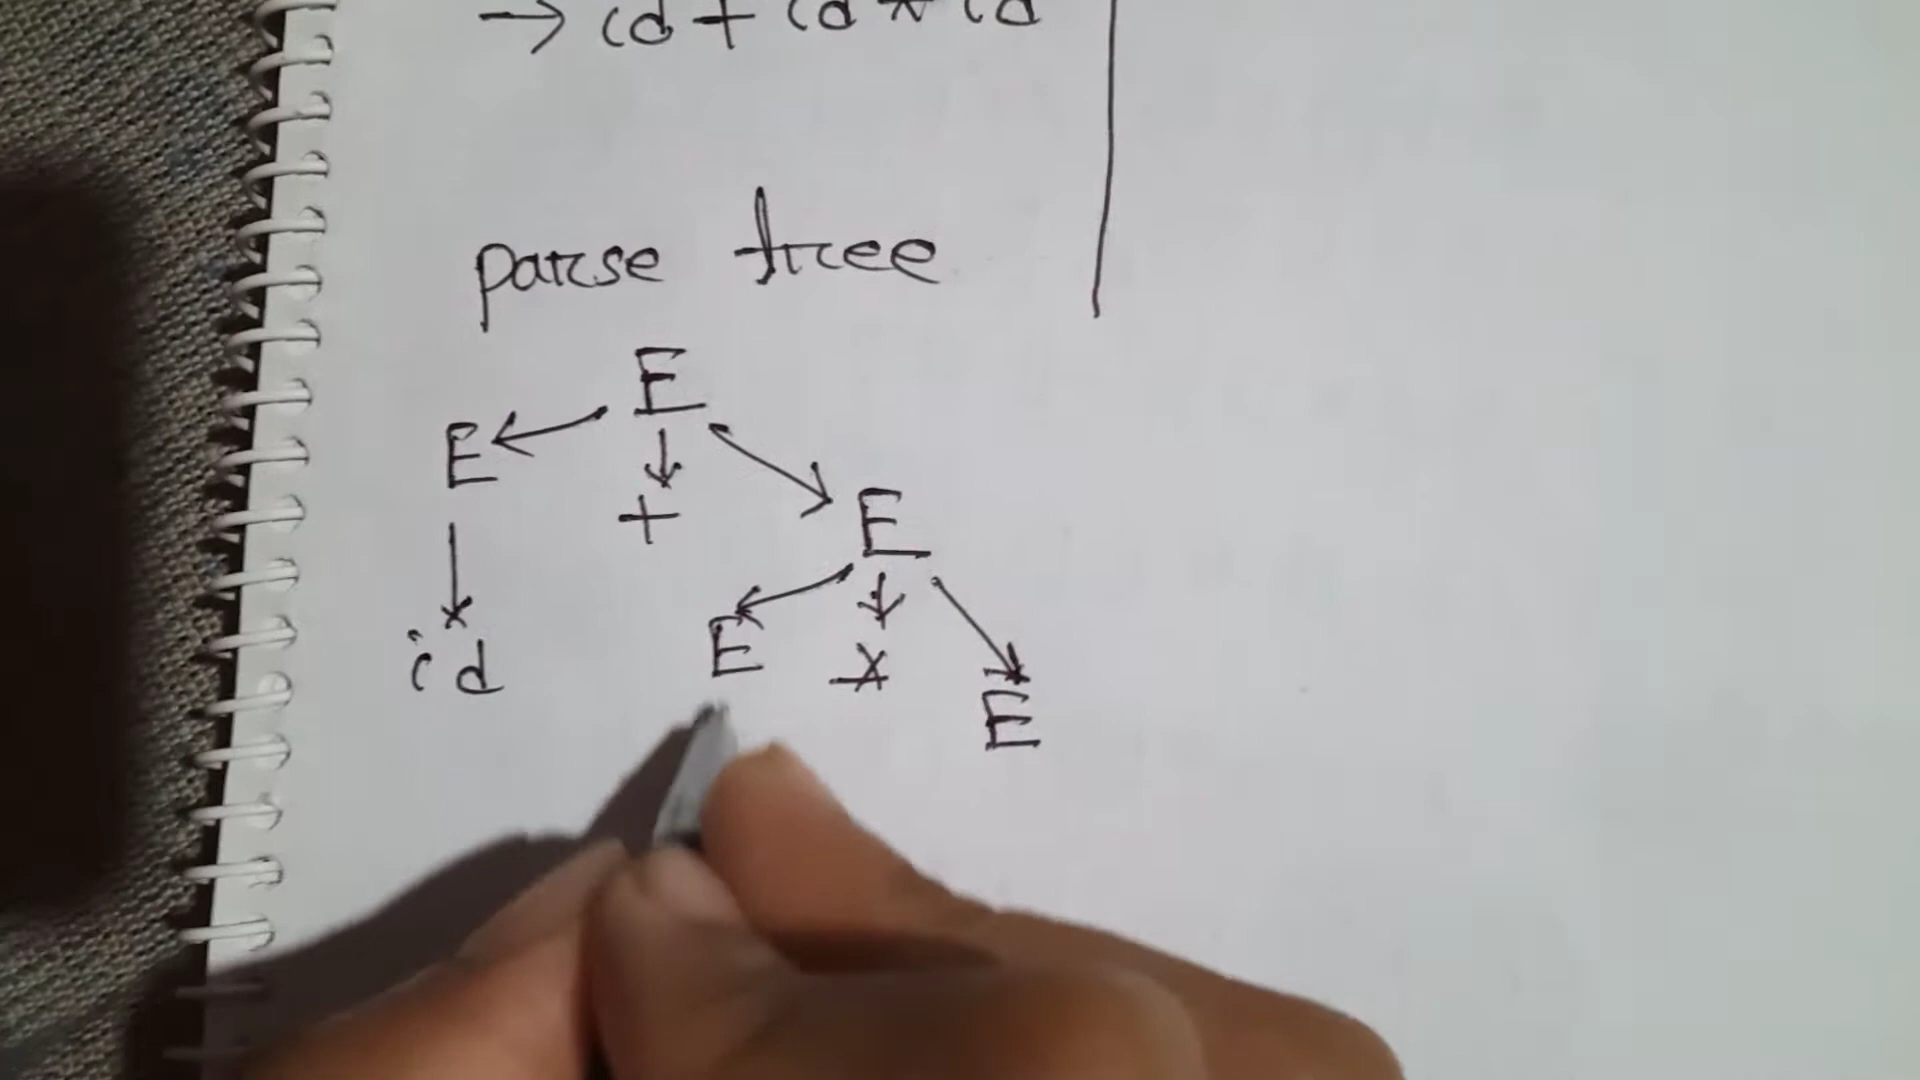 → id + id * id
parse tree
E
E
+
E
id
E
*
E